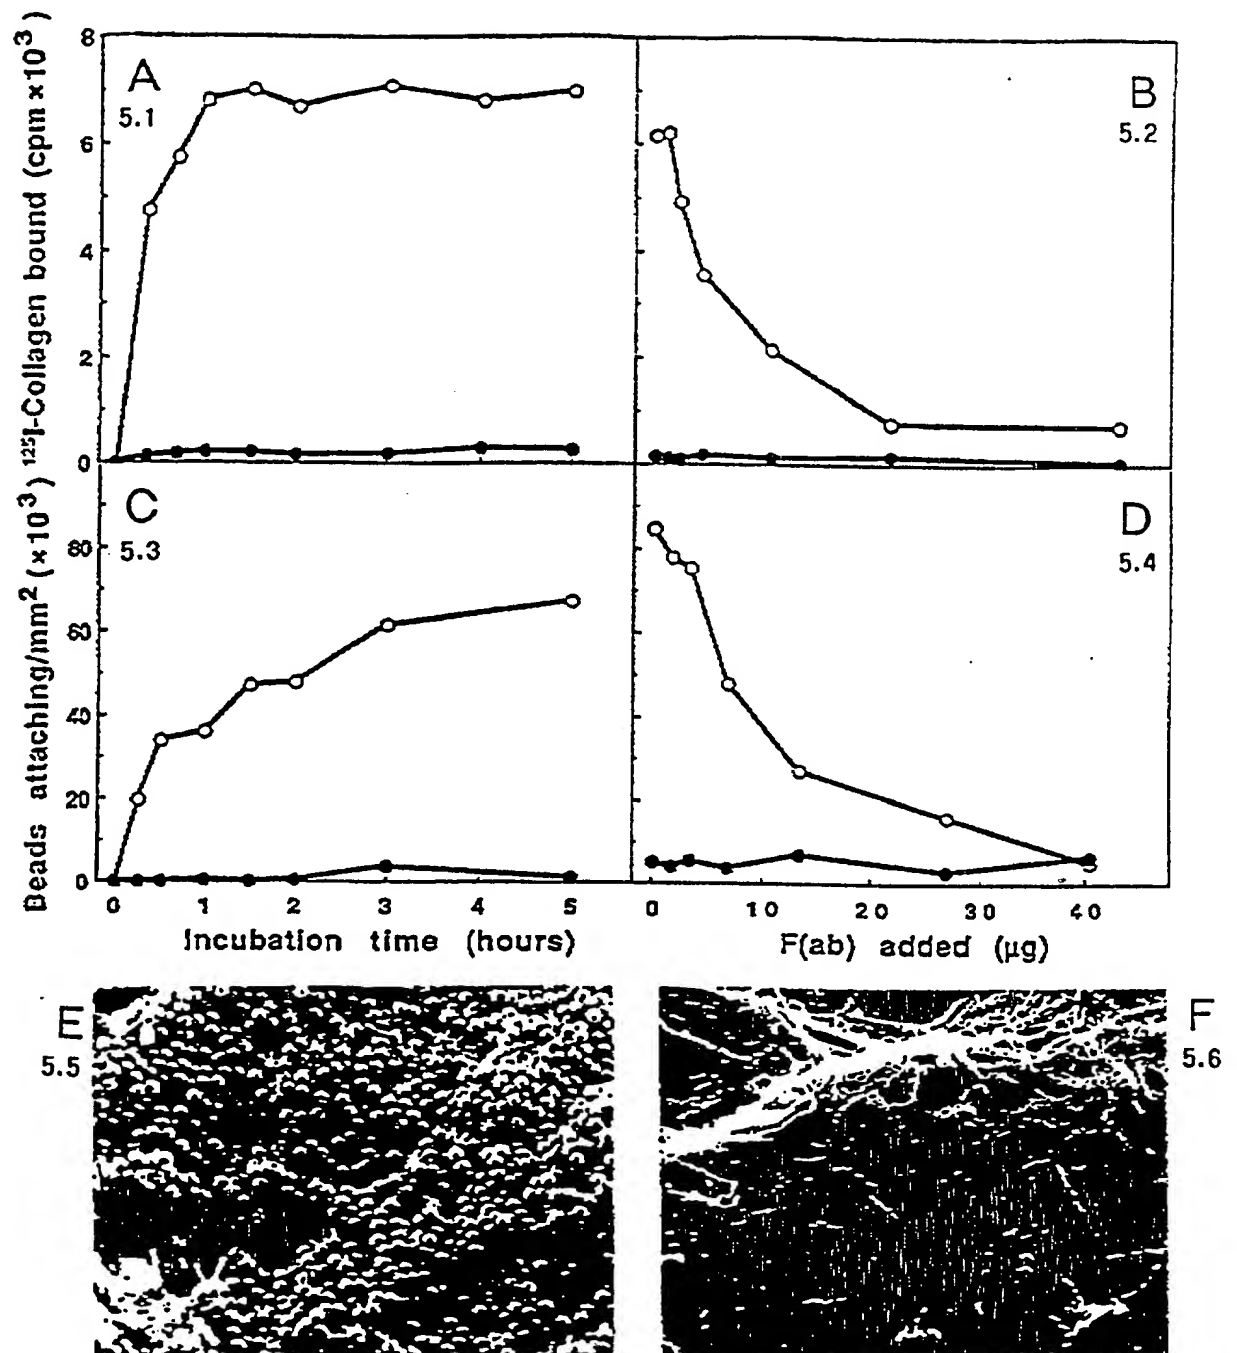 ¹²⁵I-Collagen bound (cpm × 10³)
8
6
4
2
0
A
5.1
B
5.2
Beads attaching/mm² (× 10³)
80
60
40
20
0
C
5.3
D
5.4
0 1 2 3 4 5
Incubation time (hours)
0 10 20 30 40
F(ab) added (µg)
E
5.5
F
5.6